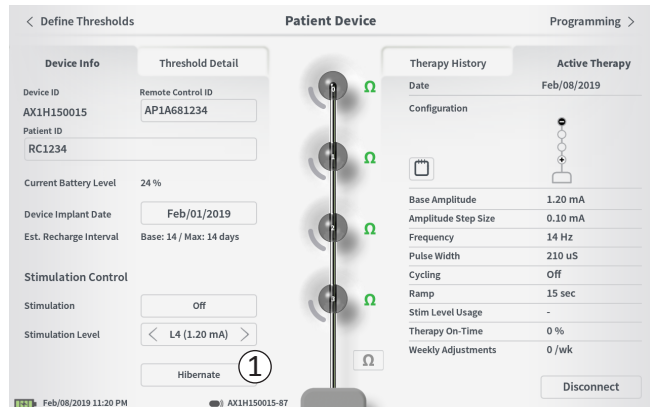 < Define Thresholds
Patient Device
Programming >
Device Info
Threshold Detail
Device ID
Remote Control ID
AX1H150015
AP1A681234
Patient ID
RC1234
Current Battery Level 24 %
Device Implant Date Feb/01/2019
Est. Recharge Interval Base: 14 / Max: 14 days
Stimulation Control
Stimulation Off
Stimulation Level < L4 (1.20 mA) >
Hibernate
1
0 Ω
1 Ω
2 Ω
3 Ω
Ω
Therapy History
Active Therapy
Date Feb/08/2019
Configuration
Base Amplitude 1.20 mA
Amplitude Step Size 0.10 mA
Frequency 14 Hz
Pulse Width 210 uS
Cycling Off
Ramp 15 sec
Stim Level Usage -
Therapy On-Time 0 %
Weekly Adjustments 0 /wk
Disconnect
Feb/08/2019 11:20 PM
AX1H150015-87